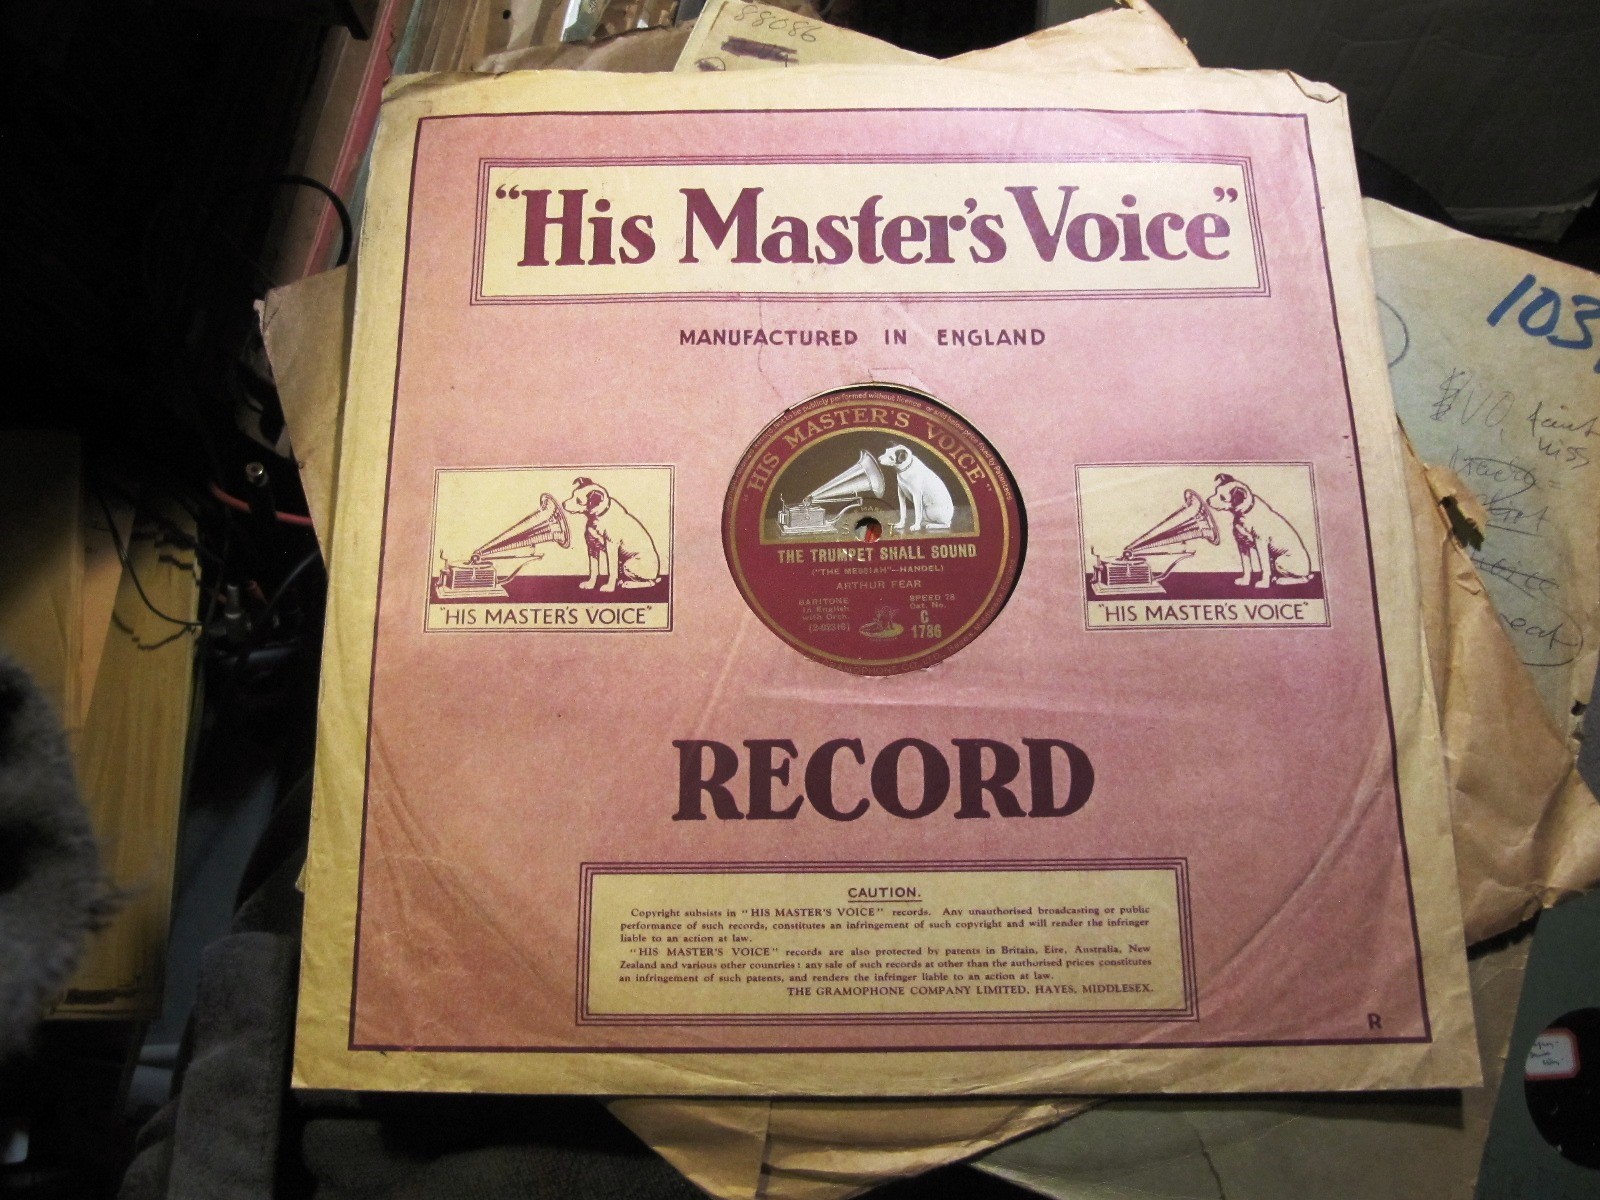 88086
"His Master's Voice"
MANUFACTURED IN ENGLAND
103
"HIS MASTER'S VOICE"
THE TRUMPET SHALL SOUND
("THE MESSIAH"—HANDEL)
ARTHUR FEAR
BARITONE
in English
with Orch.
SPEED 78
Cat. No.
C
1786
"HIS MASTER'S VOICE"
"HIS MASTER'S VOICE"
RECORD
CAUTION.
Copyright subsists in "HIS MASTER'S VOICE" records. Any unauthorised broadcasting or public
performance of such records, constitutes an infringement of such copyright and will render the infringer
liable to an action at law.
"HIS MASTER'S VOICE" records are also protected by patents in Britain, Eire, Australia, New
Zealand and various other countries: any sale of such records at other than the authorised prices constitutes
an infringement of such patents, and renders the infringer liable to an action at law.
THE GRAMOPHONE COMPANY LIMITED, HAYES, MIDDLESEX.
R